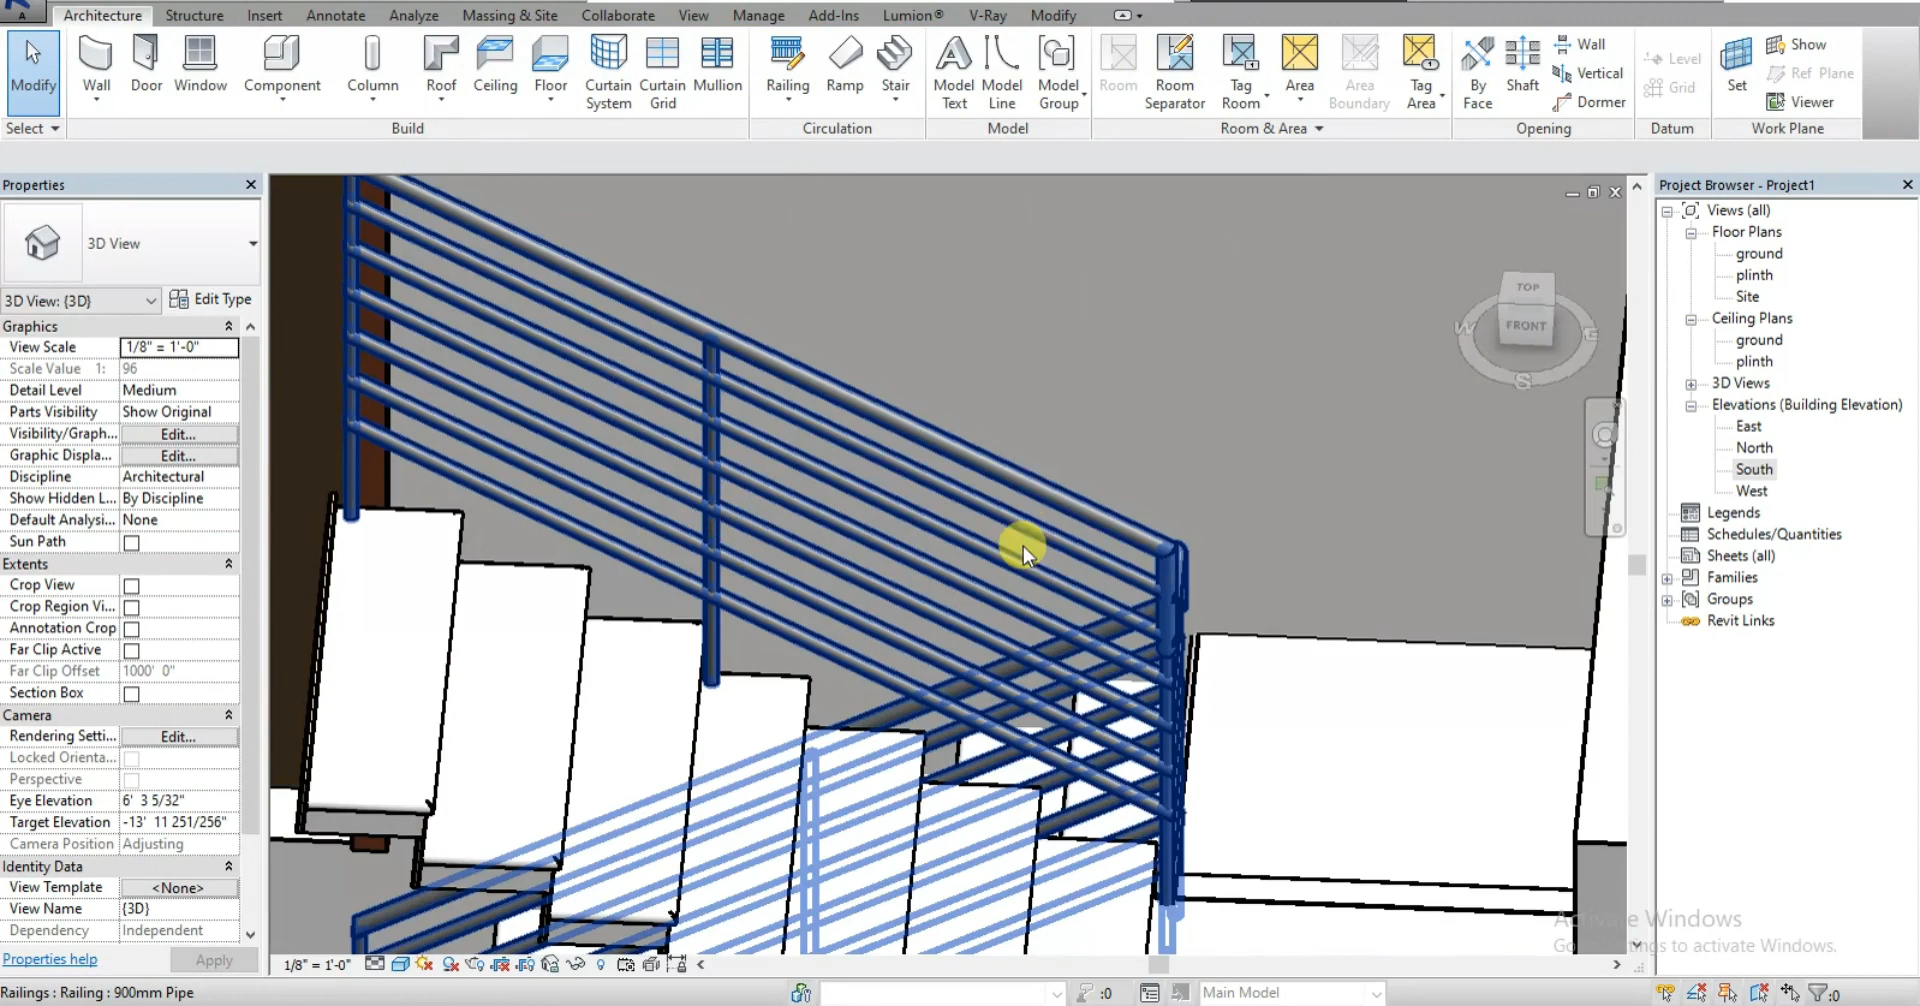 Architecture Structure Insert Annotate Analyze Massing & Site Collaborate View Manage Add-Ins Lumion® V-Ray Modify
Modify
Wall
Door
Window
Component
Column
Roof
Ceiling
Floor
Curtain System
Curtain Grid
Mullion
Railing
Ramp
Stair
Model Text
Model Line
Model Group
Room
Room Separator
Tag Room
Area
Area Boundary
Tag Area
By Face
Shaft
Wall
Vertical
Dormer
Level
Grid
Set
Show
Ref Plane
Viewer
Select
Build
Circulation
Model
Room & Area
Opening
Datum
Work Plane
Properties
3D View
3D View: {3D}
Edit Type
Graphics
View Scale 1/8" = 1'-0"
Scale Value 1: 96
Detail Level Medium
Parts Visibility Show Original
Visibility/Graph... Edit...
Graphic Displa... Edit...
Discipline Architectural
Show Hidden L... By Discipline
Default Analysi... None
Sun Path
Extents
Crop View
Crop Region Vi...
Annotation Crop
Far Clip Active
Far Clip Offset 1000' 0"
Section Box
Camera
Rendering Setti... Edit...
Locked Orienta...
Perspective
Eye Elevation 6' 3 5/32"
Target Elevation -13' 11 251/256"
Camera Position Adjusting
Identity Data
View Template <None>
View Name {3D}
Dependency Independent
Properties help
Apply
TOP
FRONT
W
E
S
1/8" = 1'-0"
Project Browser - Project1
Views (all)
Floor Plans
ground
plinth
Site
Ceiling Plans
ground
plinth
3D Views
Elevations (Building Elevation)
East
North
South
West
Legends
Schedules/Quantities
Sheets (all)
Families
Groups
Revit Links
Activate Windows
to activate Windows.
Railings : Railing : 900mm Pipe
:0
Main Model
:0